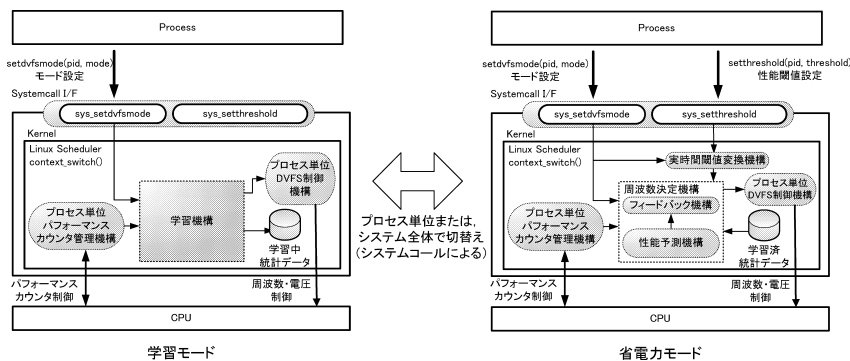 Process
setdvfsmode(pid, mode)
モード設定
Systemcall I/F
sys_setdvfsmode
sys_setthreshold
Kernel
Linux Scheduler
context_switch()
プロセス単位
DVFS制御
機構
学習機構
プロセス単位
パフォーマンス
カウンタ管理機構
学習中
統計データ
パフォーマンス
カウンタ制御
周波数・電圧
制御
CPU
学習モード
プロセス単位または,
システム全体で切替え
(システムコールによる)
Process
setdvfsmode(pid, mode)
モード設定
setthreshold(pid, threshold)
性能閾値設定
Systemcall I/F
sys_setdvfsmode
sys_setthreshold
Kernel
Linux Scheduler
context_switch()
実時間閾値変換機構
周波数決定機構
フィードバック機構
プロセス単位
DVFS制御機構
プロセス単位
パフォーマンス
カウンタ管理機構
性能予測機構
学習済
統計データ
パフォーマンス
カウンタ制御
周波数・電圧
制御
CPU
省電力モード